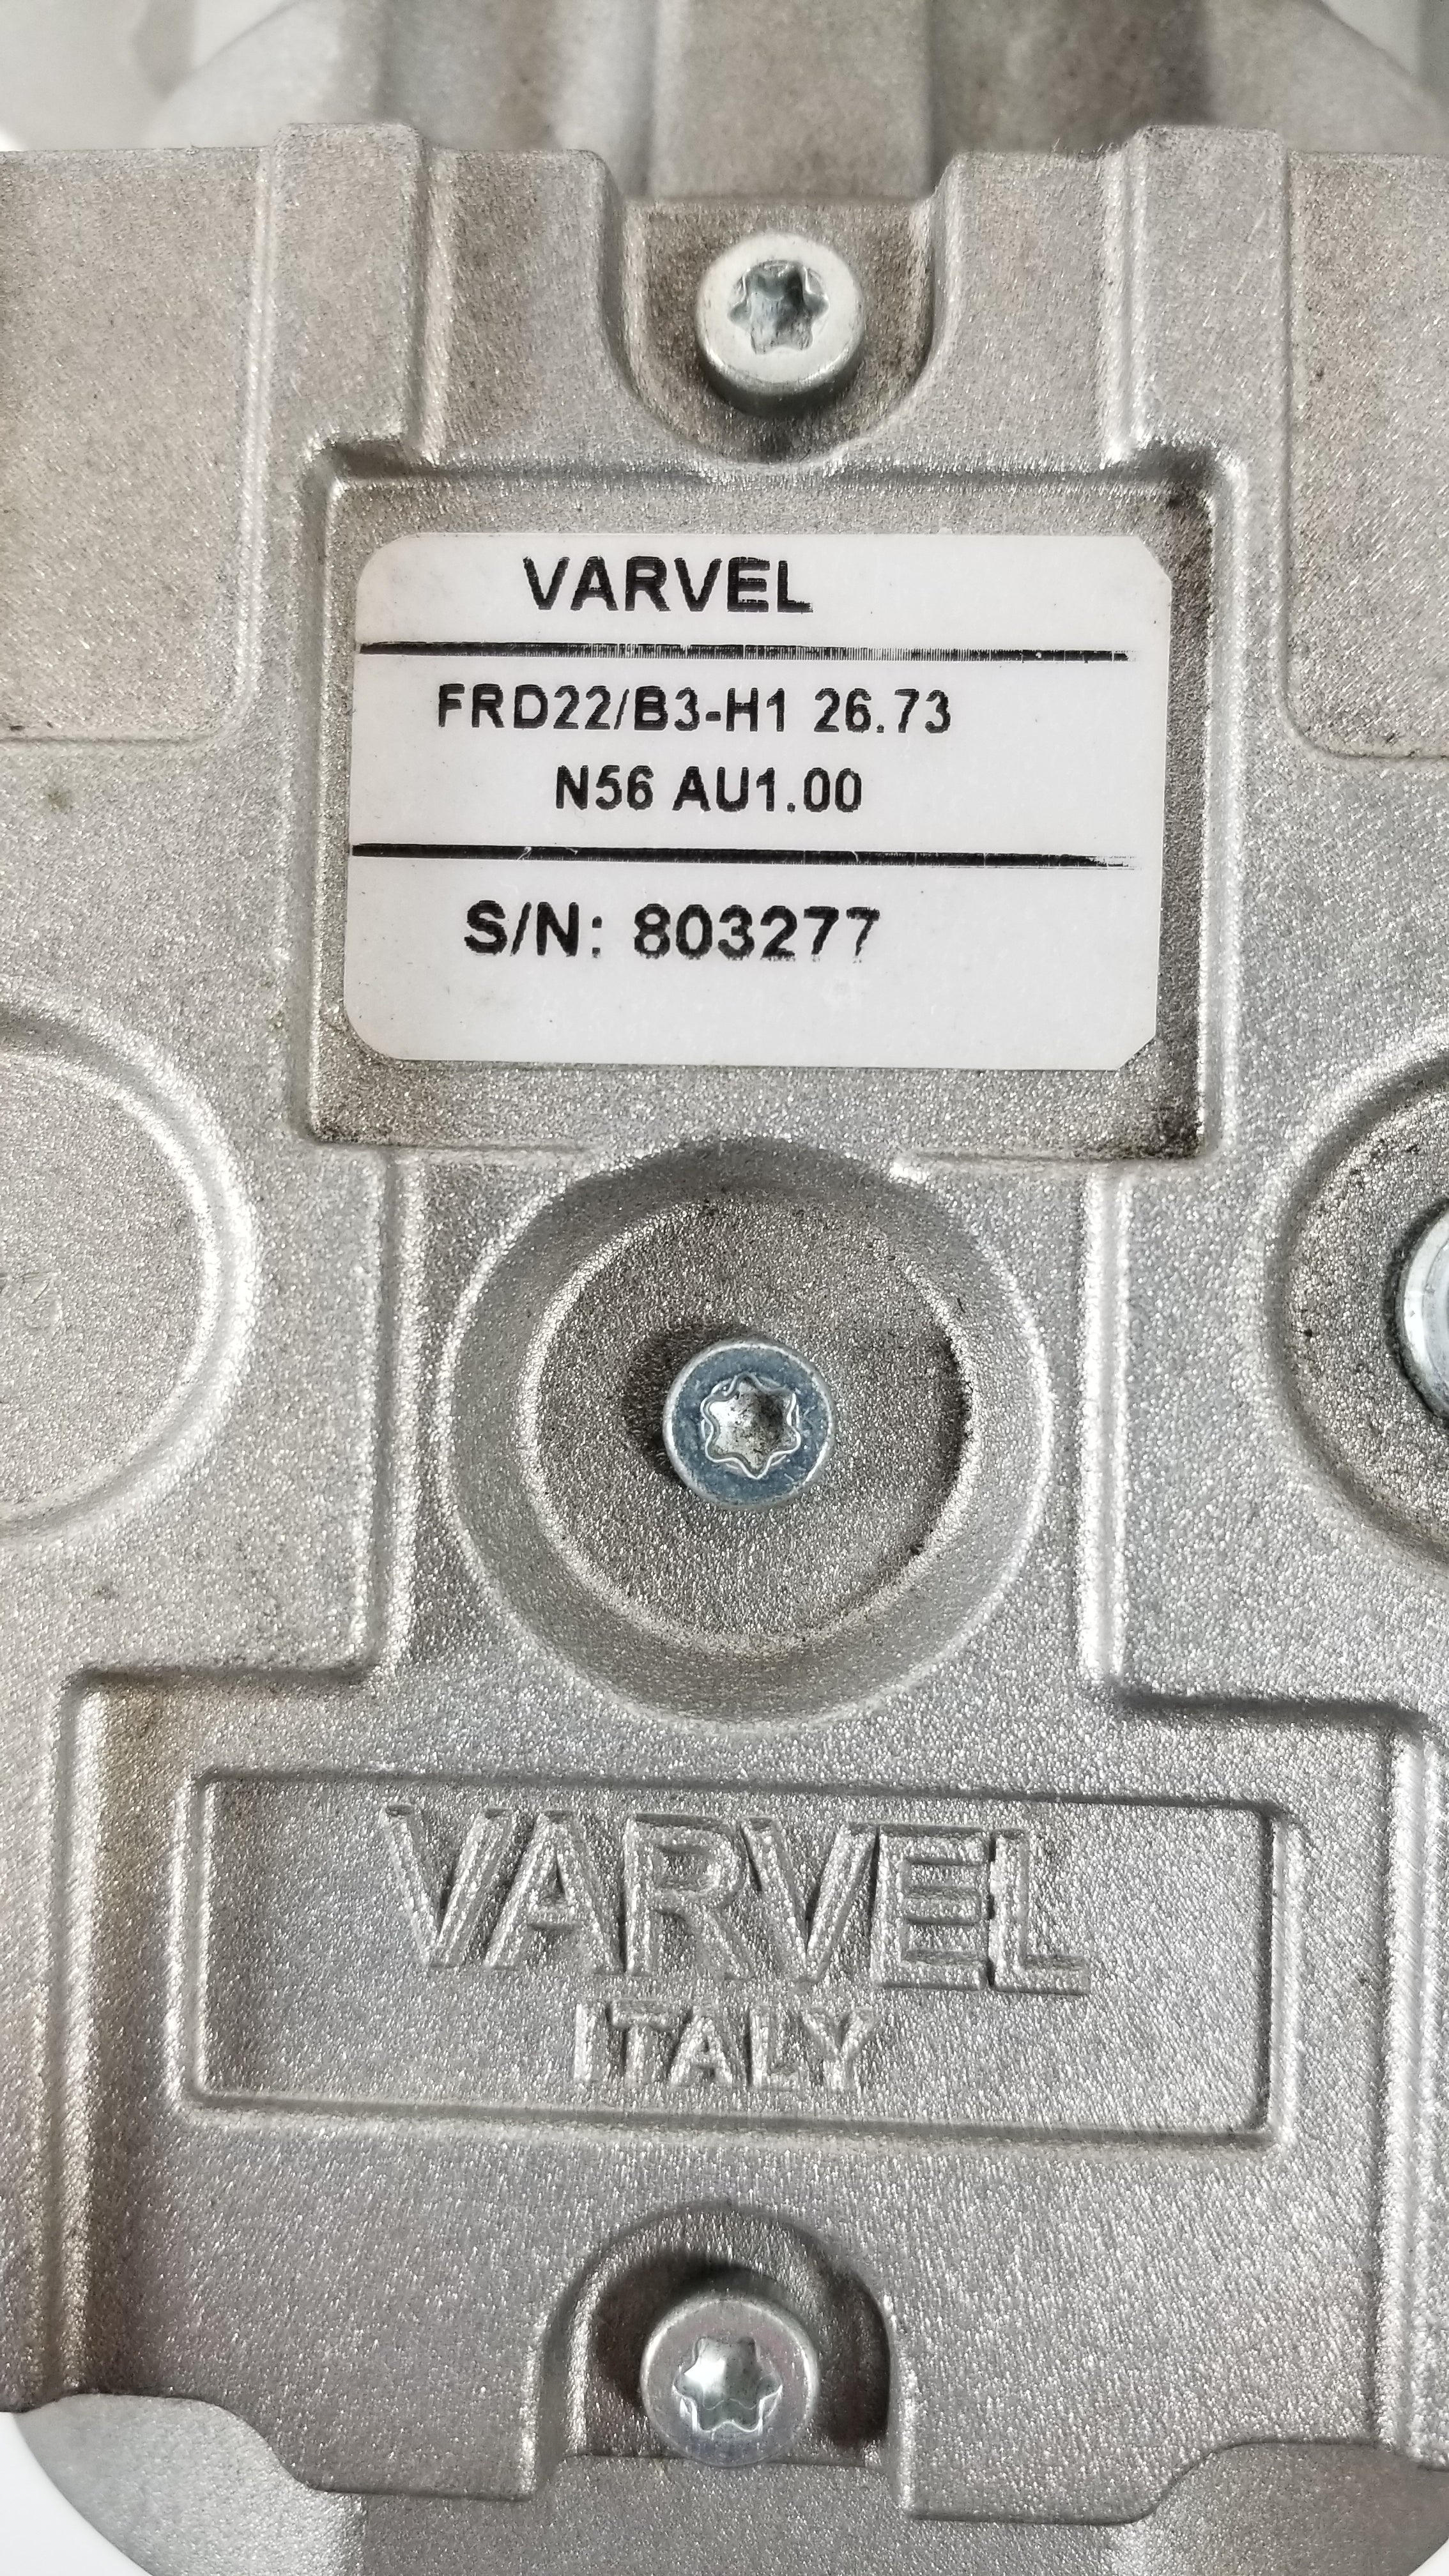 VARVEL
FRD22/B3-H1 26.73
N56 AU1.00
S/N: 803277
VARVEL
ITALY